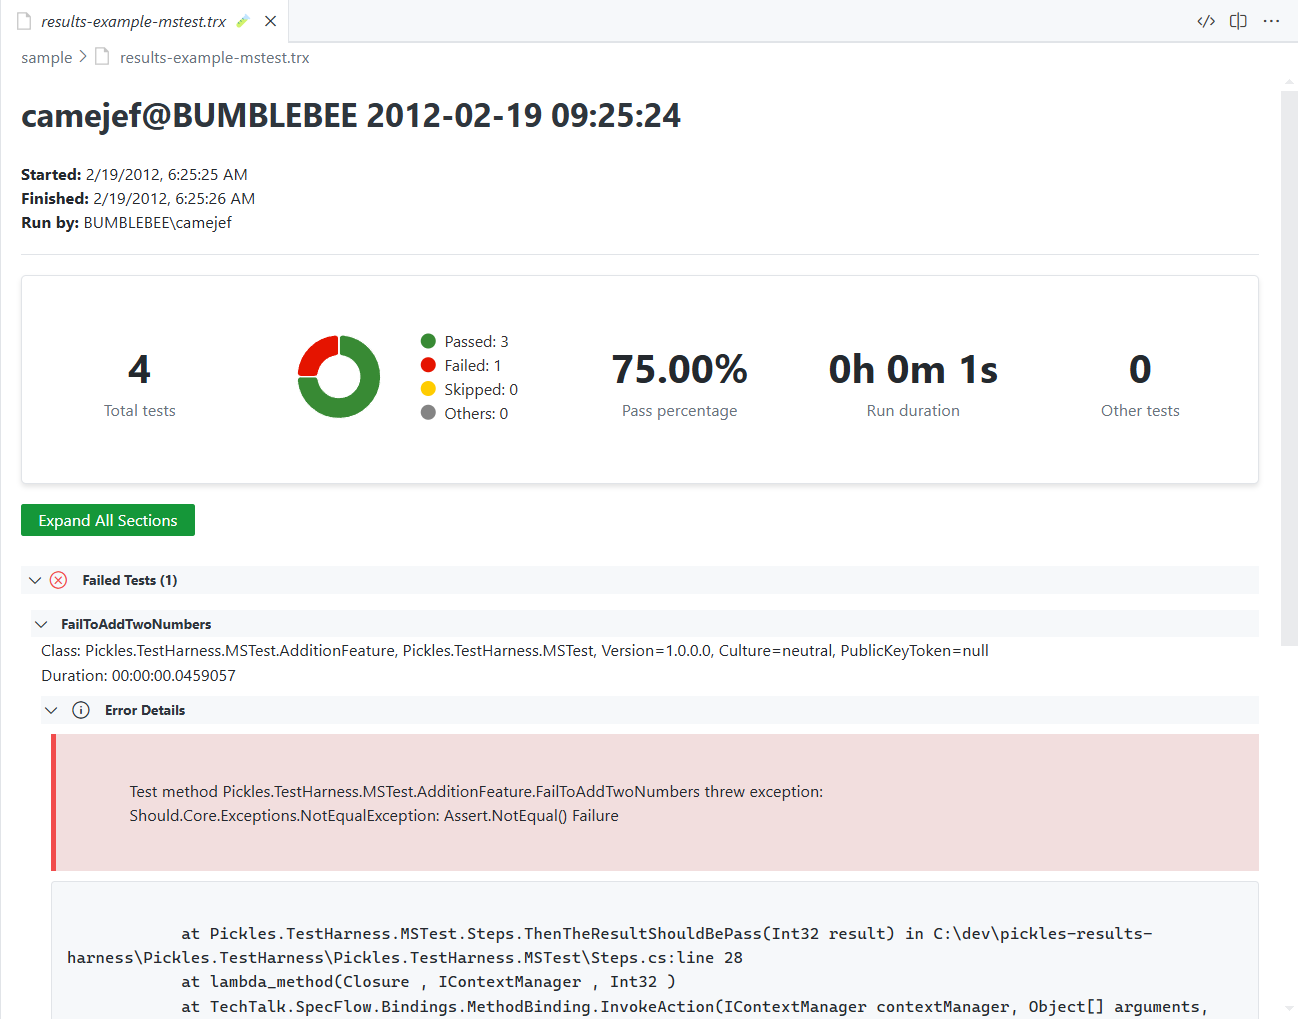 results-example-mstest.trx
sample > results-example-mstest.trx
camejef@BUMBLEBEE 2012-02-19 09:25:24
Started: 2/19/2012, 6:25:25 AM
Finished: 2/19/2012, 6:25:26 AM
Run by: BUMBLEBEE\camejef
4
Total tests
Passed: 3
Failed: 1
Skipped: 0
Others: 0
75.00%
Pass percentage
0h 0m 1s
Run duration
0
Other tests
Expand All Sections
Failed Tests (1)
FailToAddTwoNumbers
Class: Pickles.TestHarness.MSTest.AdditionFeature, Pickles.TestHarness.MSTest, Version=1.0.0.0, Culture=neutral, PublicKeyToken=null
Duration: 00:00:00.0459057
Error Details
Test method Pickles.TestHarness.MSTest.AdditionFeature.FailToAddTwoNumbers threw exception:
Should.Core.Exceptions.NotEqualException: Assert.NotEqual() Failure
at Pickles.TestHarness.MSTest.Steps.ThenTheResultShouldBePass(Int32 result) in C:\dev\pickles-results-
harness\Pickles.TestHarness\Pickles.TestHarness.MSTest\Steps.cs:line 28
at lambda_method(Closure , IContextManager , Int32 )
at TechTalk.SpecFlow.Bindings.MethodBinding.InvokeAction(IContextManager contextManager, Object[] arguments,